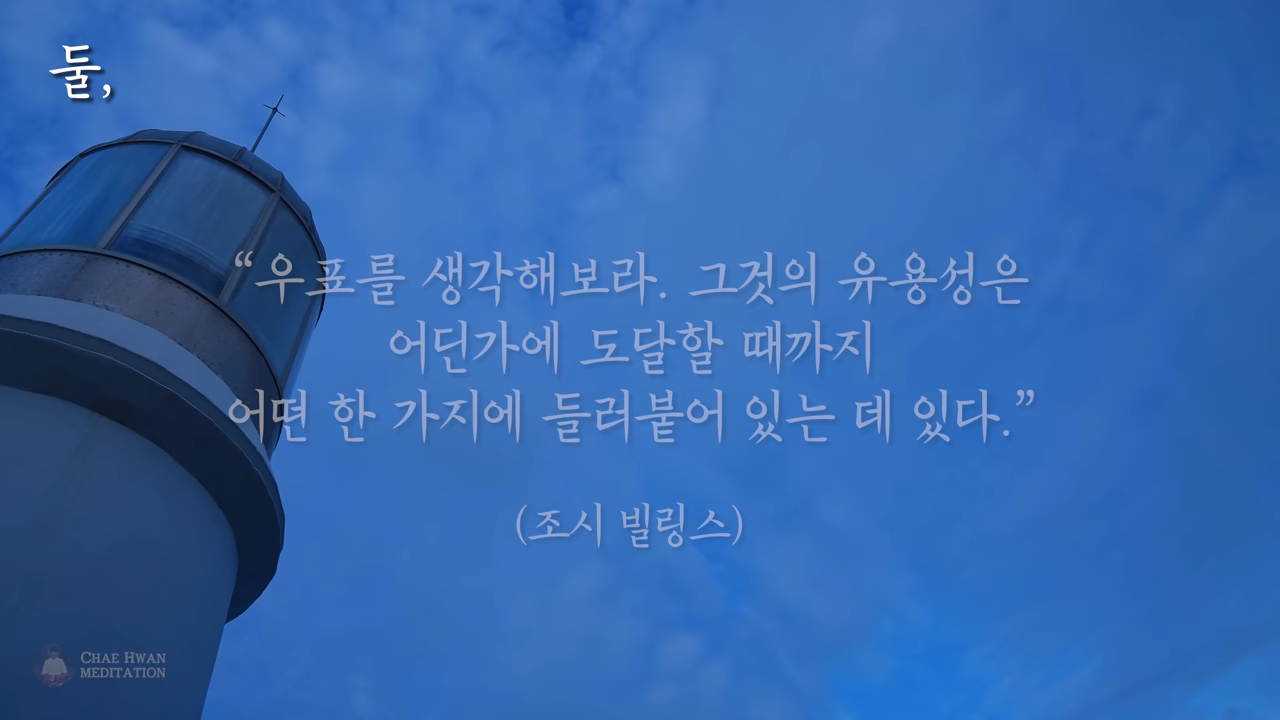 둘,
“우표를 생각해보라. 그것의 유용성은
어딘가에 도달할 때까지
어떤 한 가지에 들러붙어 있는 데 있다.”
(조시 빌링스)
CHAE HWAN
MEDITATION